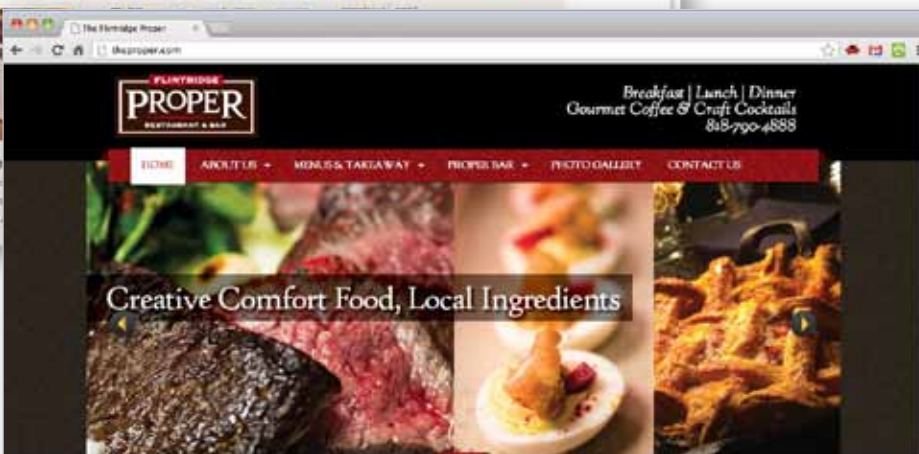 The Flintridge Proper
theproper.com
FLINTRIDGE
PROPER
RESTAURANT & BAR
Breakfast | Lunch | Dinner
Gourmet Coffee & Craft Cocktails
818-790-4888
HOME ABOUT US MENUS & TAKEAWAY PROPER BAR PHOTO GALLERY CONTACT US
Creative Comfort Food, Local Ingredients